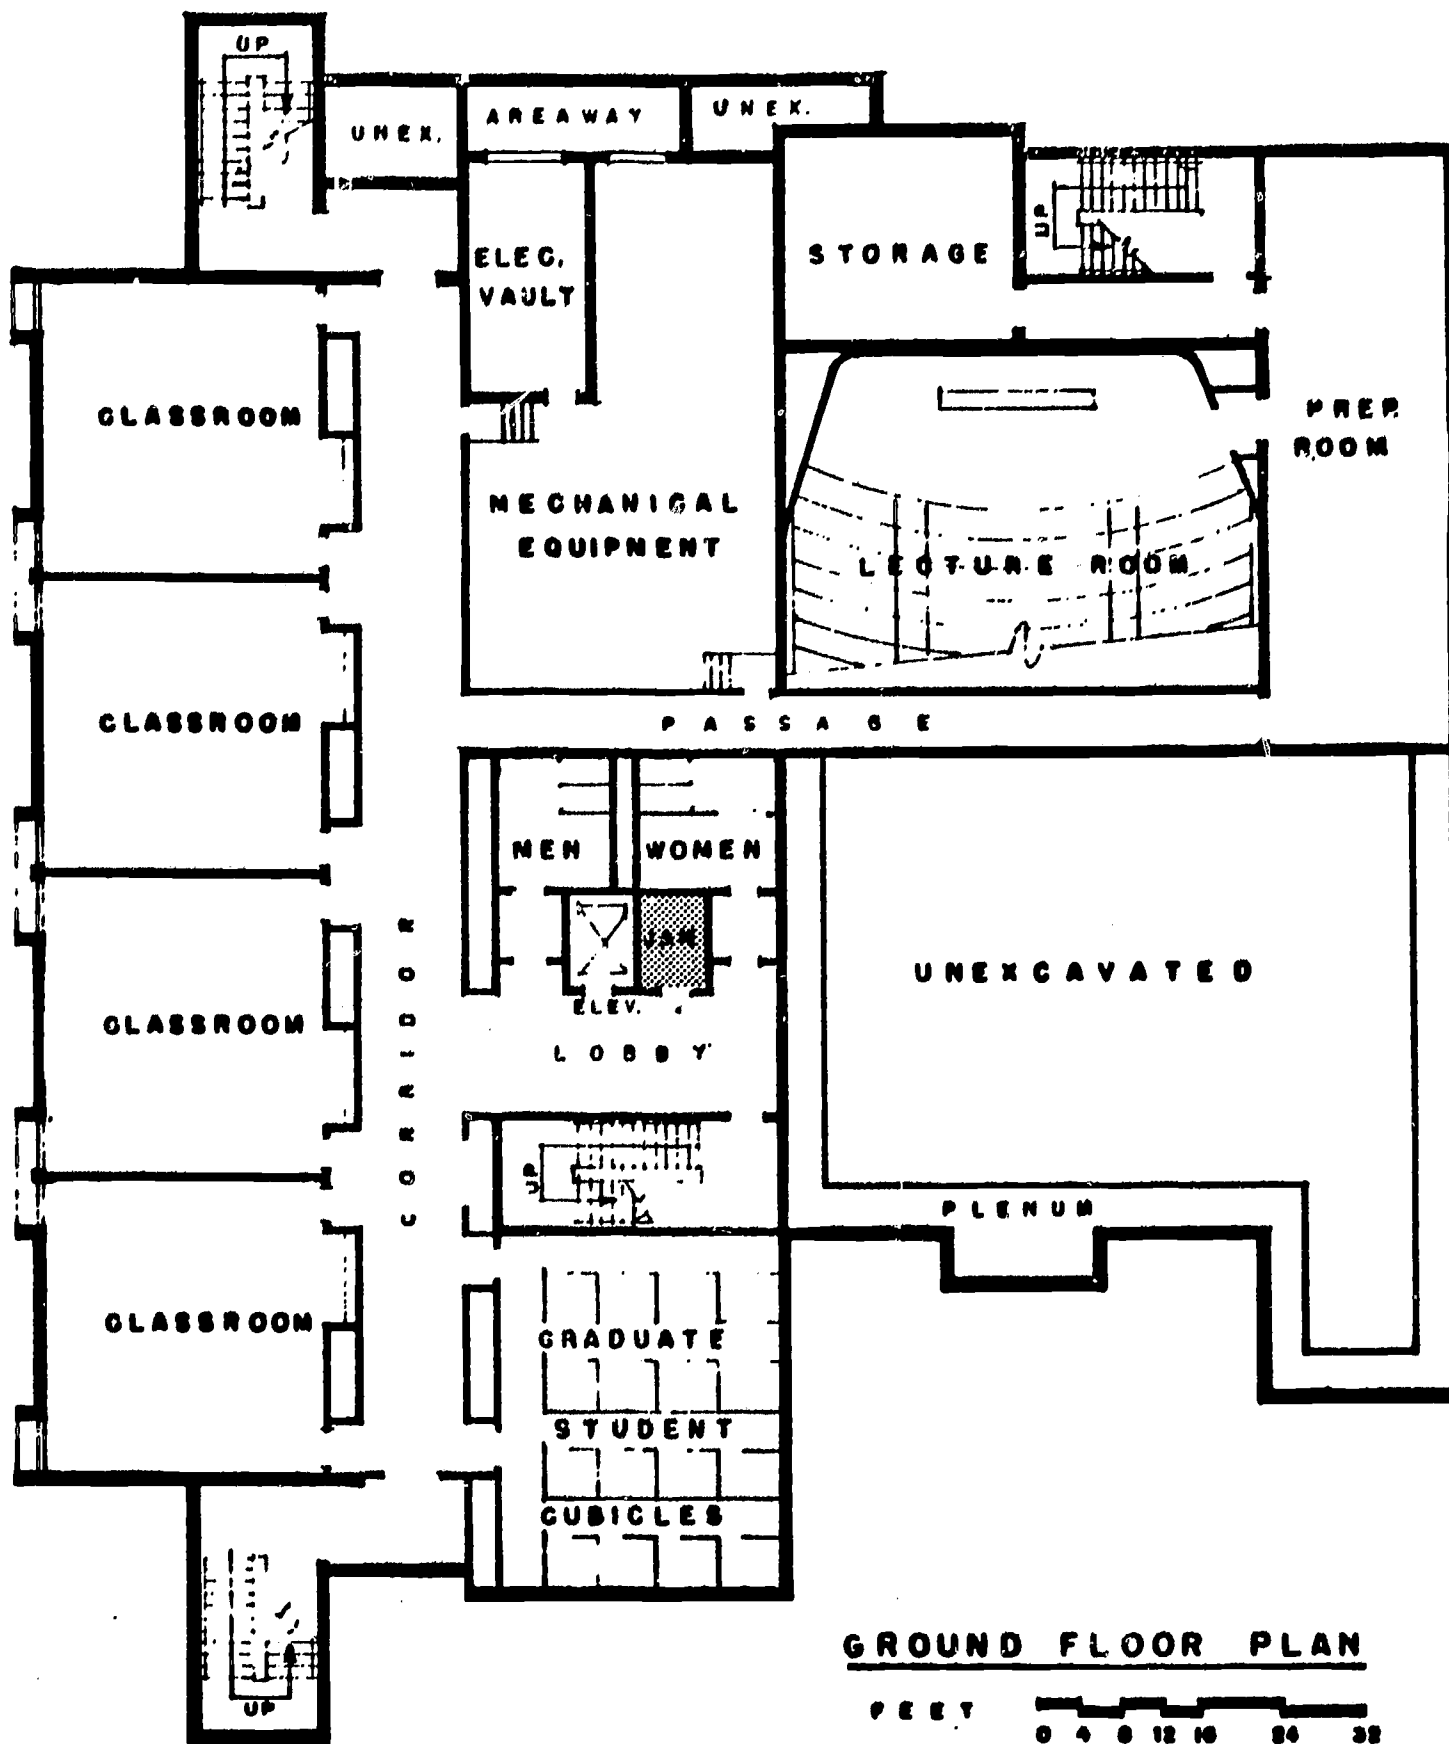 UP
UNEX.
AREAWAY
UNEX.
ELEC.
VAULT
STORAGE
UP
CLASSROOM
PREP.
ROOM
MECHANICAL
EQUIPMENT
LECTURE ROOM
CLASSROOM
PASSAGE
MEN
WOMEN
JAN.
ELEV.
LOBBY
CORRIDOR
UNEXCAVATED
CLASSROOM
UP
PLENUM
CLASSROOM
GRADUATE
STUDENT
CUBICLES
UP
GROUND FLOOR PLAN
FEET
0 4 8 12 16 24 32